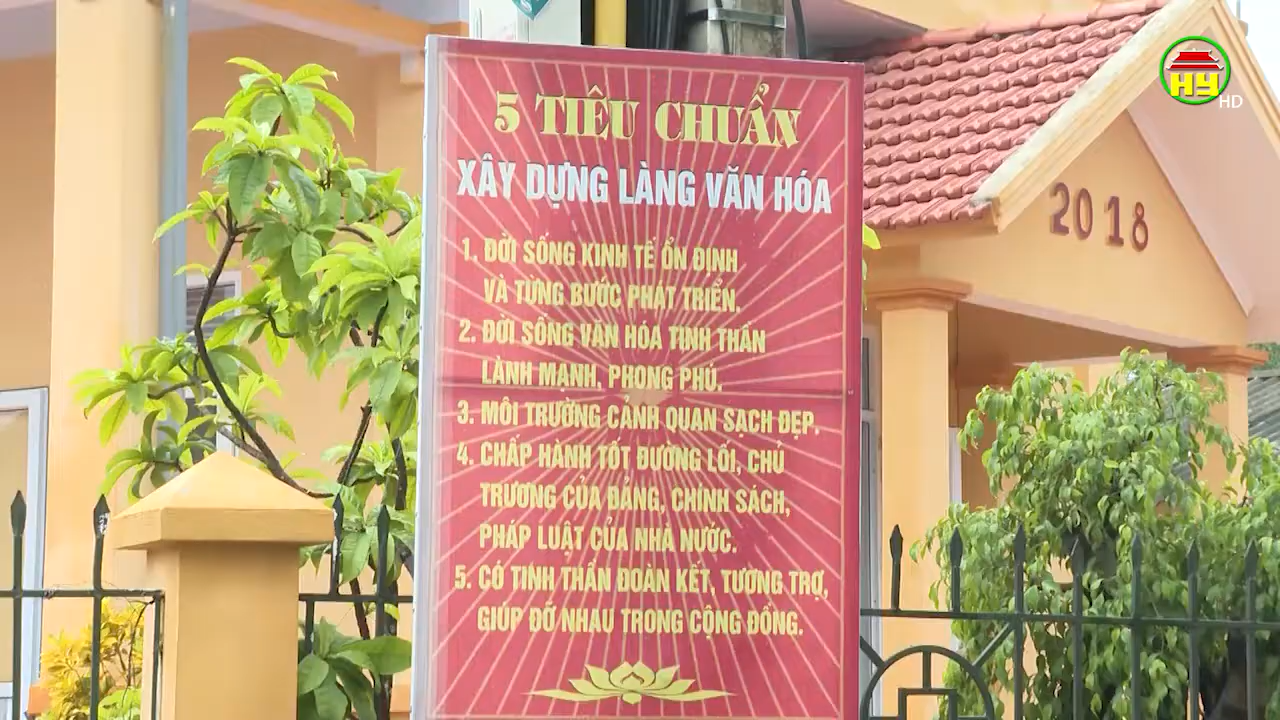 HY
HD
5 TIÊU CHUẨN
XÂY DỰNG LÀNG VĂN HÓA
2018
1. ĐỜI SỐNG KINH TẾ ỔN ĐỊNH
VÀ TỪNG BƯỚC PHÁT TRIỂN.
2. ĐỜI SỐNG VĂN HÓA TINH THẦN
LÀNH MẠNH, PHONG PHÚ.
3. MÔI TRƯỜNG CẢNH QUAN SẠCH ĐẸP.
4. CHẤP HÀNH TỐT ĐƯỜNG LỐI, CHỦ
TRƯƠNG CỦA ĐẢNG, CHÍNH SÁCH,
PHÁP LUẬT CỦA NHÀ NƯỚC.
5. CÓ TINH THẦN ĐOÀN KẾT, TƯƠNG TRỢ,
GIÚP ĐỠ NHAU TRONG CỘNG ĐỒNG.